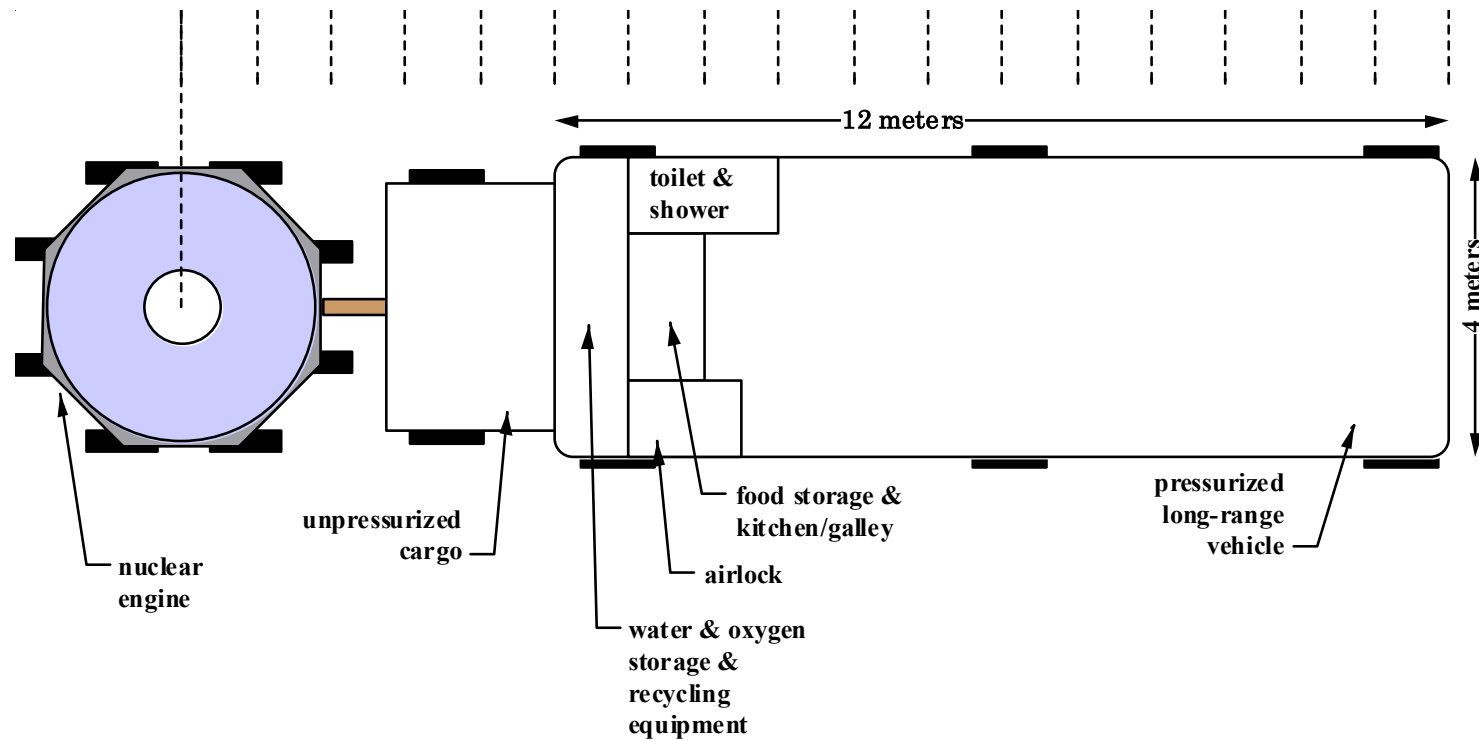 12 meters
toilet &
shower
4 meters
food storage &
kitchen/galley
pressurized
long-range
vehicle
unpressurized
cargo
nuclear
engine
airlock
water & oxygen
storage &
recycling
equipment